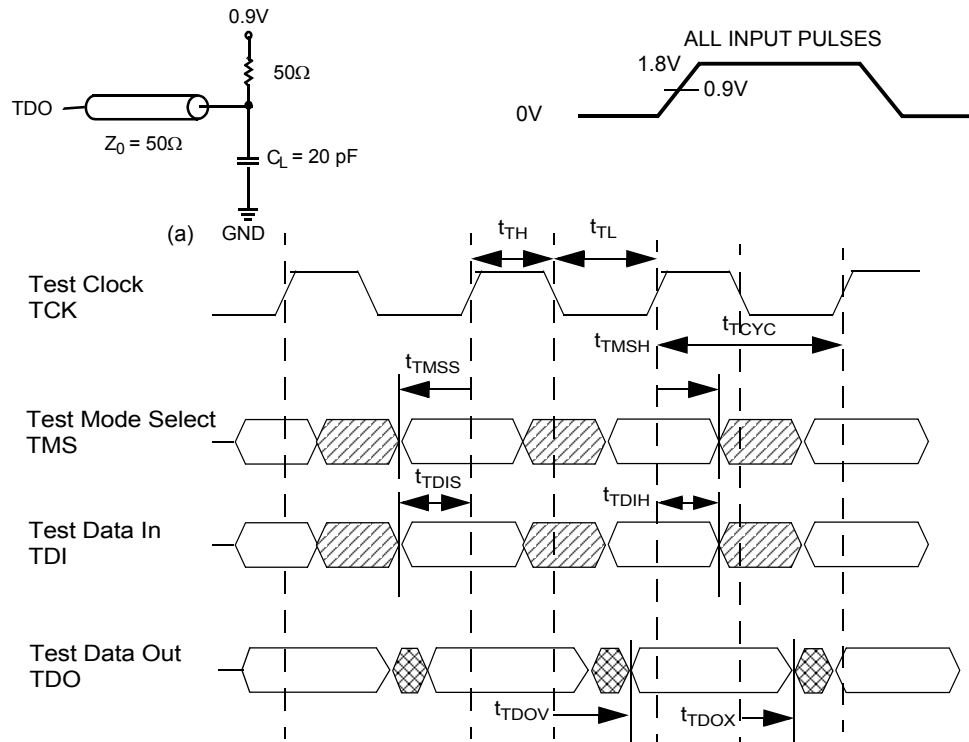 0.9V
50Ω
TDO
Z0 = 50Ω
CL = 20 pF
(a)
GND
ALL INPUT PULSES
1.8V
0.9V
0V
tTH
tTL
Test Clock
TCK
tTCYC
tTMSH
tTMSS
Test Mode Select
TMS
tTDIS
tTDIH
Test Data In
TDI
Test Data Out
TDO
tTDOV
tTDOX